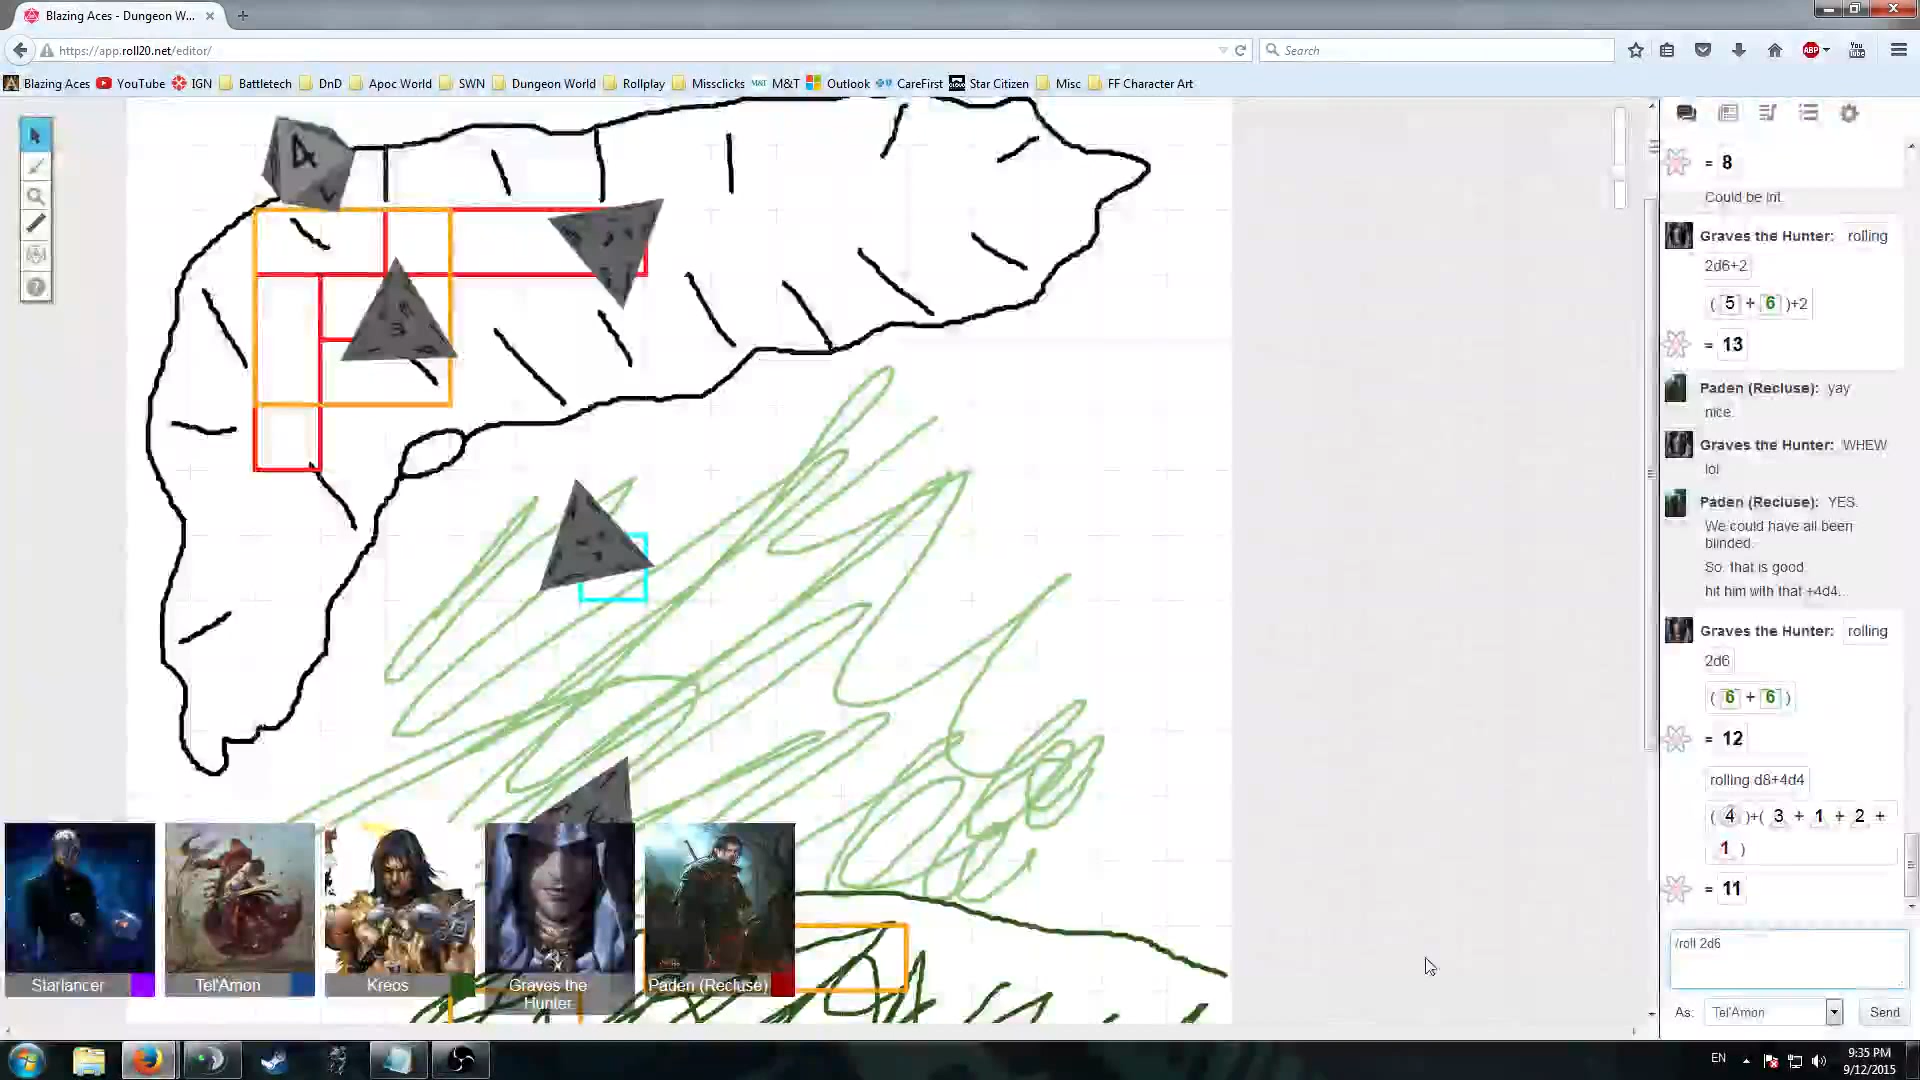 Blazing Aces - Dungeon W...
https://app.roll20.net/editor/
Search
Blazing Aces YouTube IGN Battletech DnD Apoc World SWN Dungeon World Rollplay Missclicks M&T M&T Outlook CareFirst Star Citizen Misc FF Character Art
ABP
You
4
3
= 8
Could be int.
Graves the Hunter: rolling
2d6+2
( 5 + 6 )+2
= 13
Paden (Recluse): yay
nice.
Graves the Hunter: WHEW
lol
Paden (Recluse): YES.
We could have all been
blinded.
So, that is good.
hit him with that +4d4...
Graves the Hunter: rolling
2d6
( 6 + 6 )
= 12
rolling d8+4d4
( 4 )+( 3 + 1 + 2 +
1 )
= 11
/roll 2d6
As: Tel'Amon Send
Starlancer
Tel'Amon
Kreos
Graves the
Hunter
Paden (Recluse)
EN
9:35 PM
9/12/2015